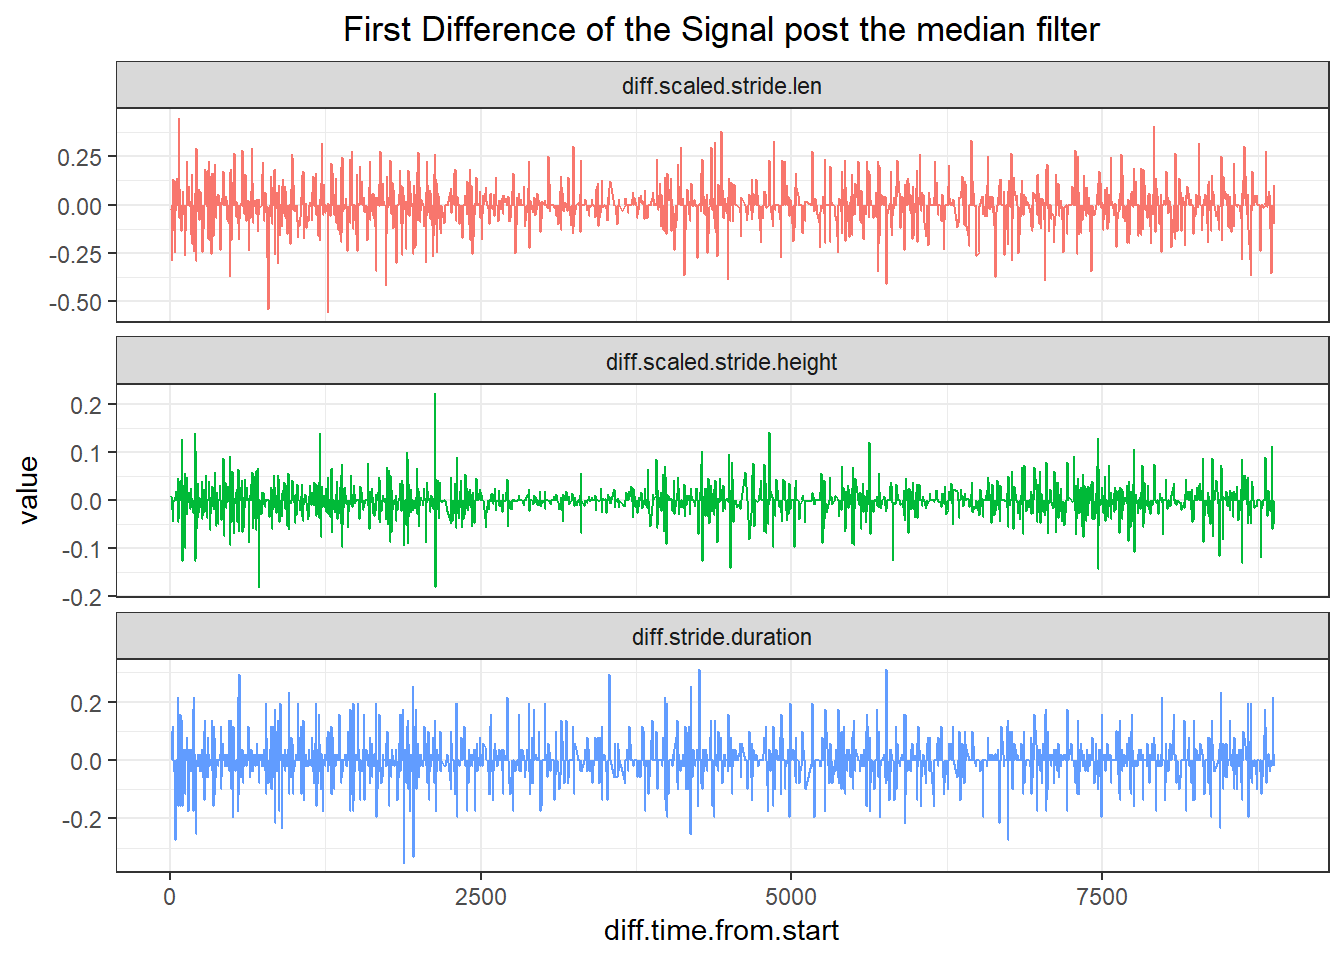 First Difference of the Signal post the median filter
diff.scaled.stride.len
0.25
0.00
-0.25
-0.50
diff.scaled.stride.height
0.2
0.1
0.0
-0.1
-0.2
value
diff.stride.duration
0.2
0.0
-0.2
0 2500 5000 7500
diff.time.from.start